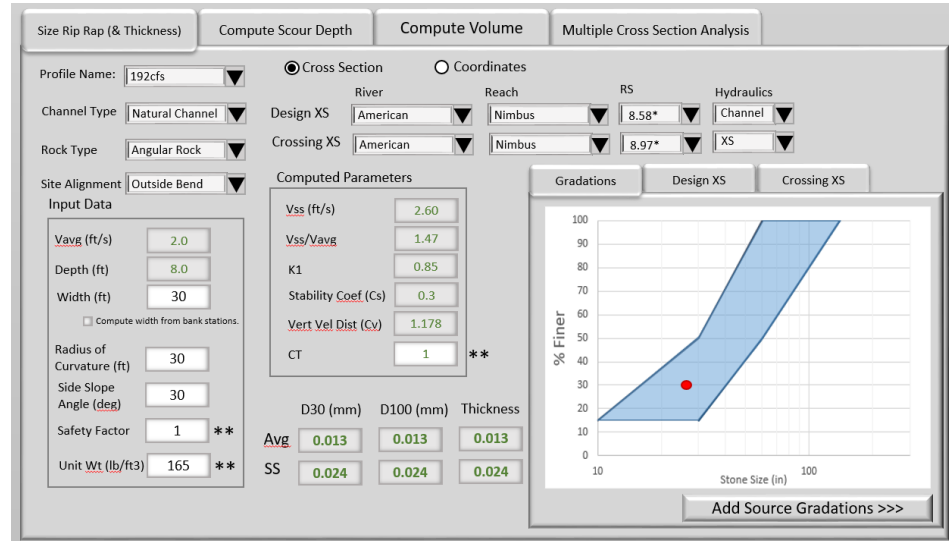 Size Rip Rap (& Thickness)
Compute Scour Depth
Compute Volume
Multiple Cross Section Analysis
Profile Name: 192cfs
Cross Section
Coordinates
River
Reach
RS
Hydraulics
Channel Type Natural Channel
Design XS American Nimbus 8.58* Channel
Rock Type Angular Rock
Crossing XS American Nimbus 8.97* XS
Site Alignment Outside Bend
Input Data
Vavg (ft/s) 2.0
Depth (ft) 8.0
Width (ft) 30
Compute width from bank stations.
Radius of
Curvature (ft) 30
Side Slope
Angle (deg) 30
Safety Factor 1 **
Unit Wt (lb/ft3) 165 **
Computed Parameters
Vss (ft/s) 2.60
Vss/Vavg 1.47
K1 0.85
Stability Coef (Cs) 0.3
Vert Vel Dist (Cv) 1.178
CT 1 **
D30 (mm) D100 (mm) Thickness
Avg 0.013 0.013 0.013
SS 0.024 0.024 0.024
Gradations
Design XS
Crossing XS
% Finer
100
90
80
70
60
50
40
30
20
10
0
10 100
Stone Size (in)
Add Source Gradations >>>